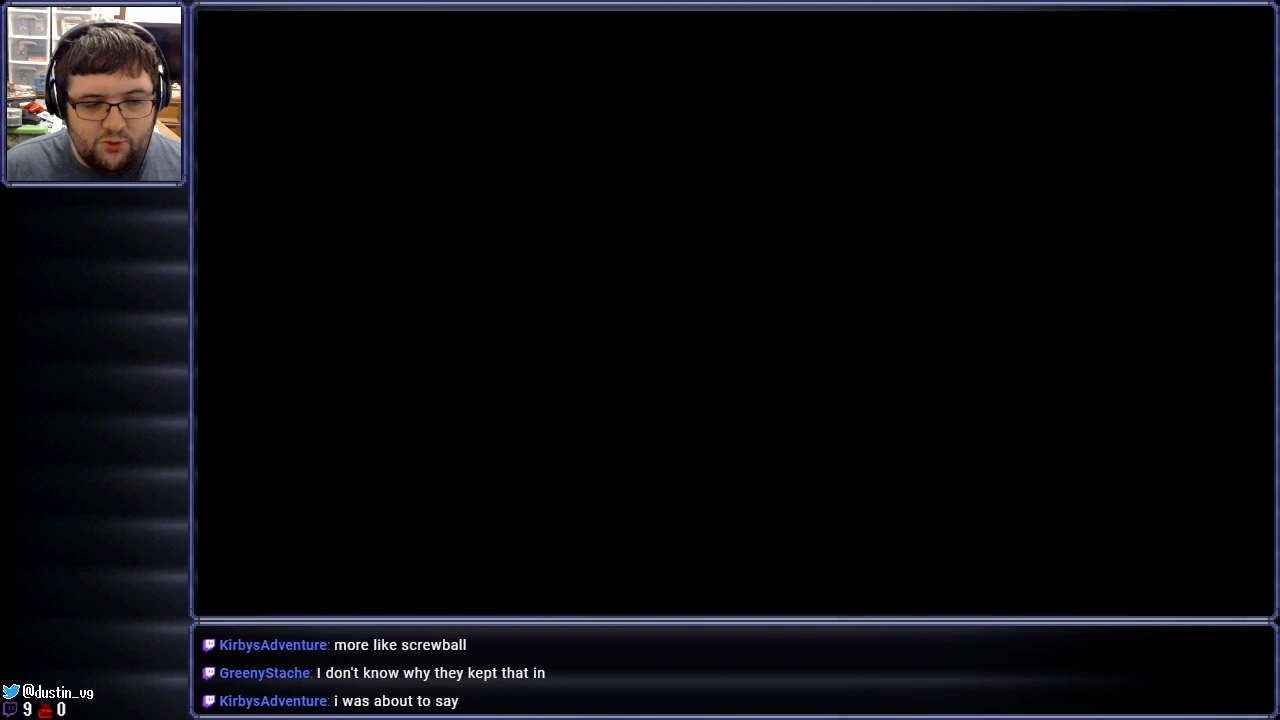 KirbysAdventure: more like screwball
GreenyStache: I don't know why they kept that in
KirbysAdventure: i was about to say
@dustin_vg
9 0